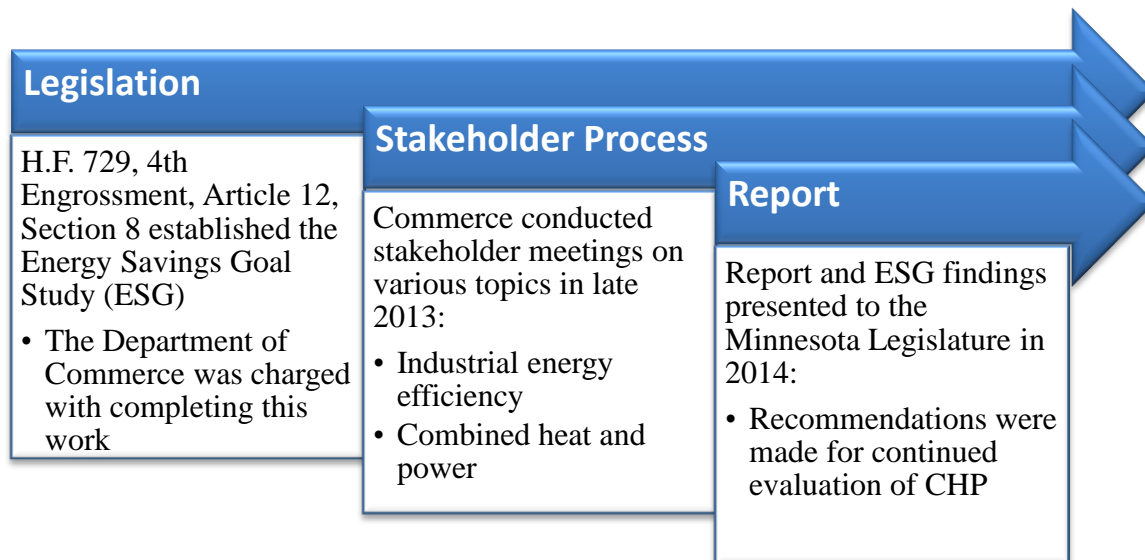 Legislation
H.F. 729, 4th
Engrossment, Article 12,
Section 8 established the
Energy Savings Goal
Study (ESG)
• The Department of
Commerce was charged
with completing this
work
Stakeholder Process
Commerce conducted
stakeholder meetings on
various topics in late
2013:
• Industrial energy
efficiency
• Combined heat and
power
Report
Report and ESG findings
presented to the
Minnesota Legislature in
2014:
• Recommendations were
made for continued
evaluation of CHP